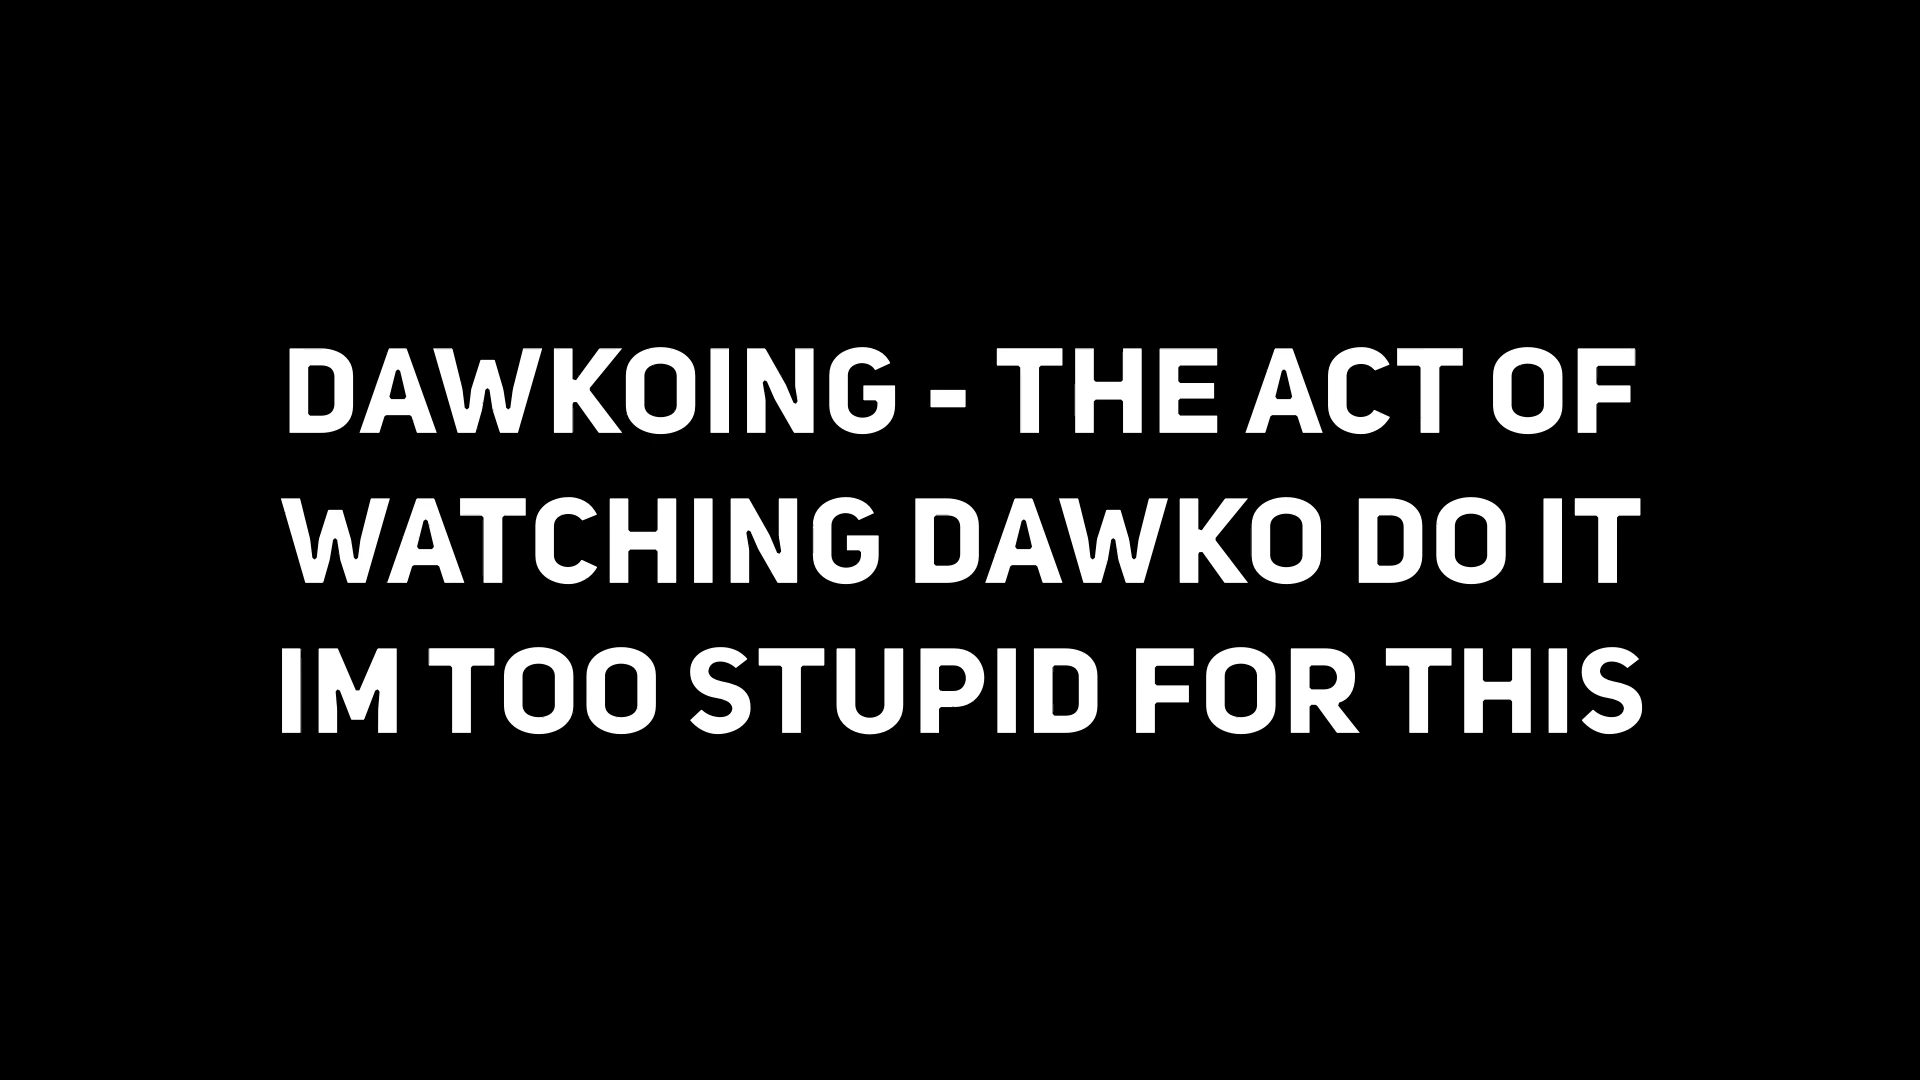 DAWKOING - THE ACT OF
WATCHING DAWKO DO IT
IM TOO STUPID FOR THIS